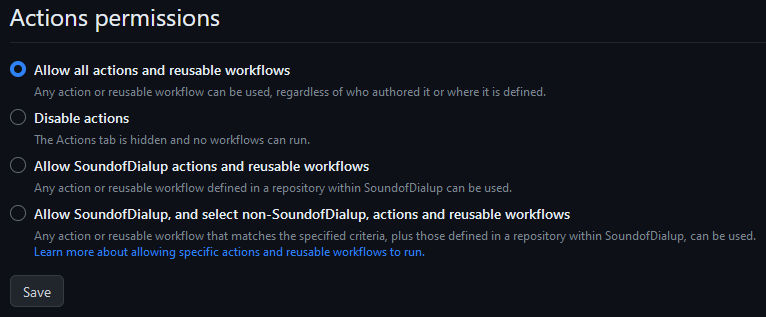 Actions permissions
Allow all actions and reusable workflows
Any action or reusable workflow can be used, regardless of who authored it or where it is defined.
Disable actions
The Actions tab is hidden and no workflows can run.
Allow SoundofDialup actions and reusable workflows
Any action or reusable workflow defined in a repository within SoundofDialup can be used.
Allow SoundofDialup, and select non-SoundofDialup, actions and reusable workflows
Any action or reusable workflow that matches the specified criteria, plus those defined in a repository within SoundofDialup, can be used.
Learn more about allowing specific actions and reusable workflows to run.
Save